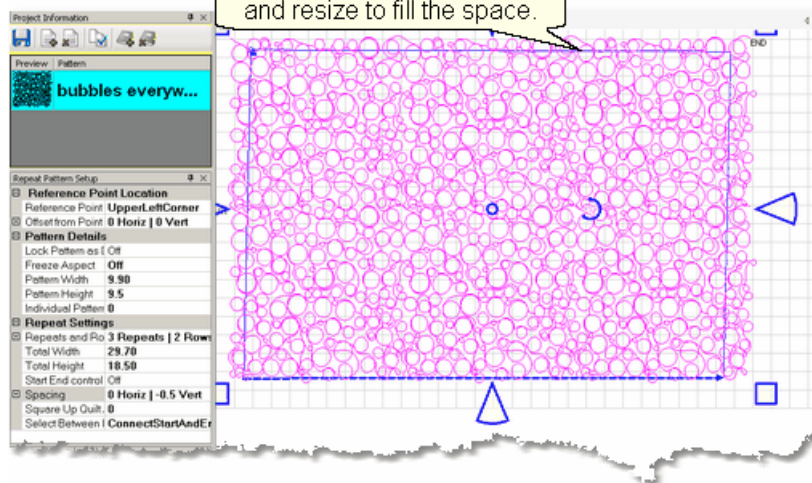 and resize to fill the space.
Project Information
END
Preview Pattern
bubbles everyw...
Repeat Pattern Setup
Reference Point Location
Reference Point UpperLeftCorner
Offset from Point 0 Horiz | 0 Vert
Pattern Details
Lock Pattern as Off
Freeze Aspect Off
Pattern Width 9.90
Pattern Height 9.5
Individual Pattern 0
Repeat Settings
Repeats and Ro 3 Repeats | 2 Rows
Total Width 29.70
Total Height 18.50
Start End control Off
Spacing 0 Horiz | -0.5 Vert
Square Up Quilt. 0
Select Between ConnectStartAndEr